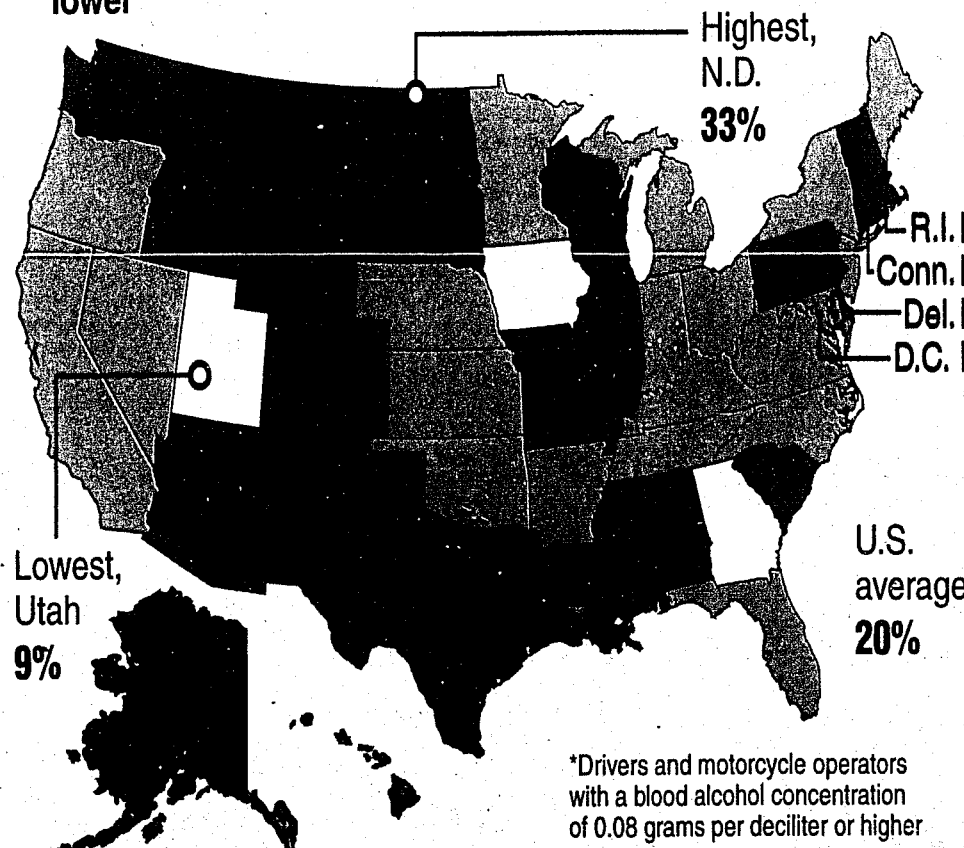 lower
Highest,
N.D.
33%
R.I.
Conn.
Del.
D.C.
Lowest,
Utah
9%
U.S.
average
20%
*Drivers and motorcycle operators
with a blood alcohol concentration
of 0.08 grams per deciliter or higher